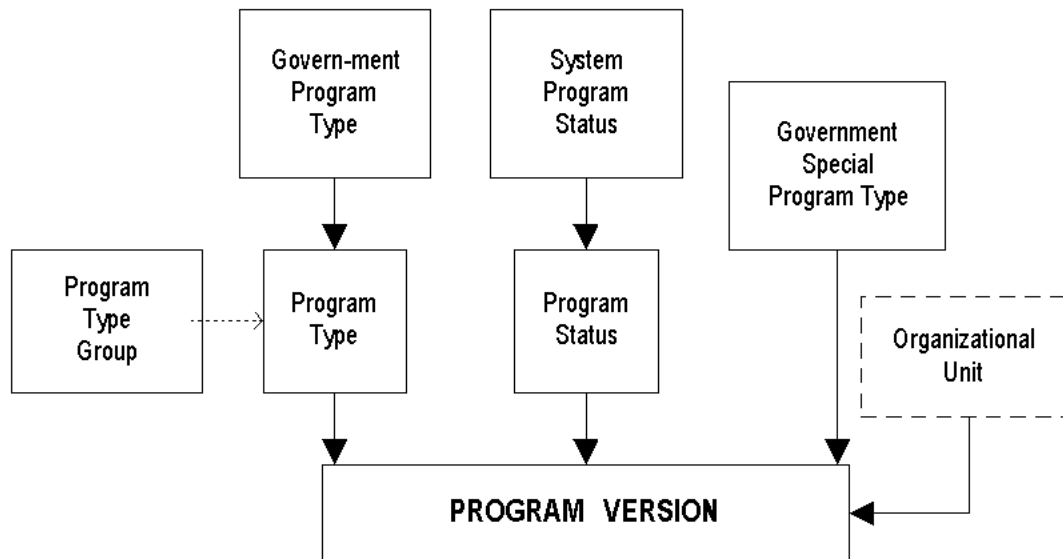 Govern-ment
Program
Type
System
Program
Status
Government
Special
Program Type
Program
Type
Group
Program
Type
Program
Status
Organizational
Unit
PROGRAM VERSION